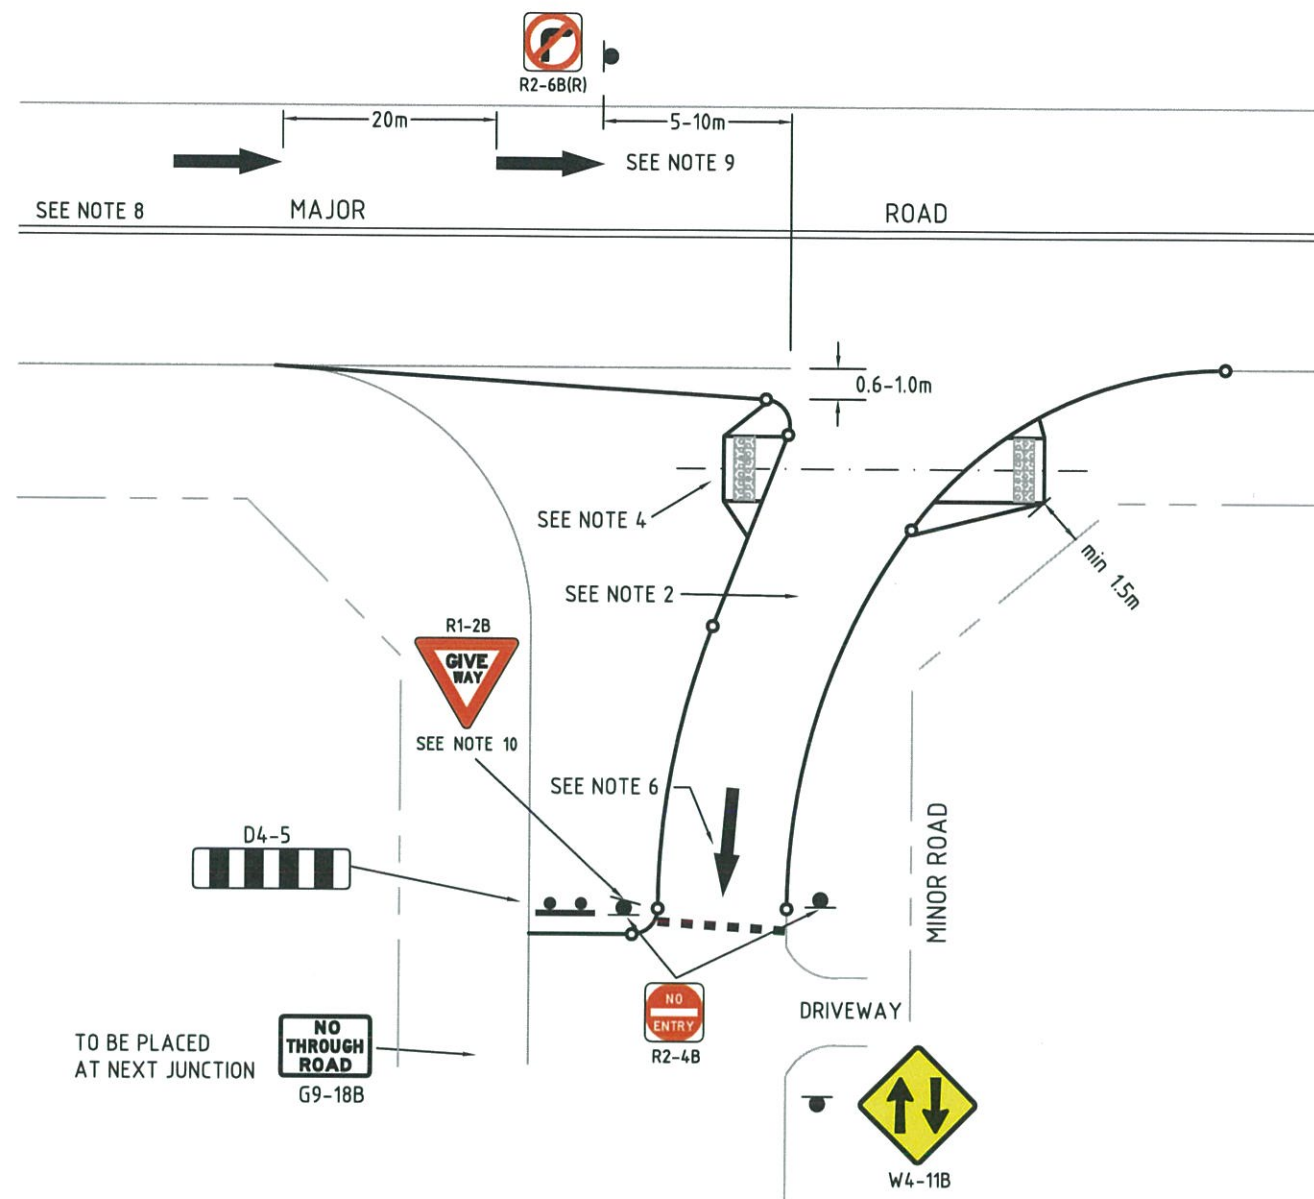 R2-6B(R)
20m
5-10m
SEE NOTE 9
SEE NOTE 8
MAJOR
ROAD
0.6-1.0m
SEE NOTE 4
min 1.5m
SEE NOTE 2
R1-2B
GIVE
WAY
SEE NOTE 10
SEE NOTE 6
D4-5
MINOR ROAD
NO
ENTRY
R2-4B
DRIVEWAY
TO BE PLACED
AT NEXT JUNCTION
NO
THROUGH
ROAD
G9-18B
W4-11B